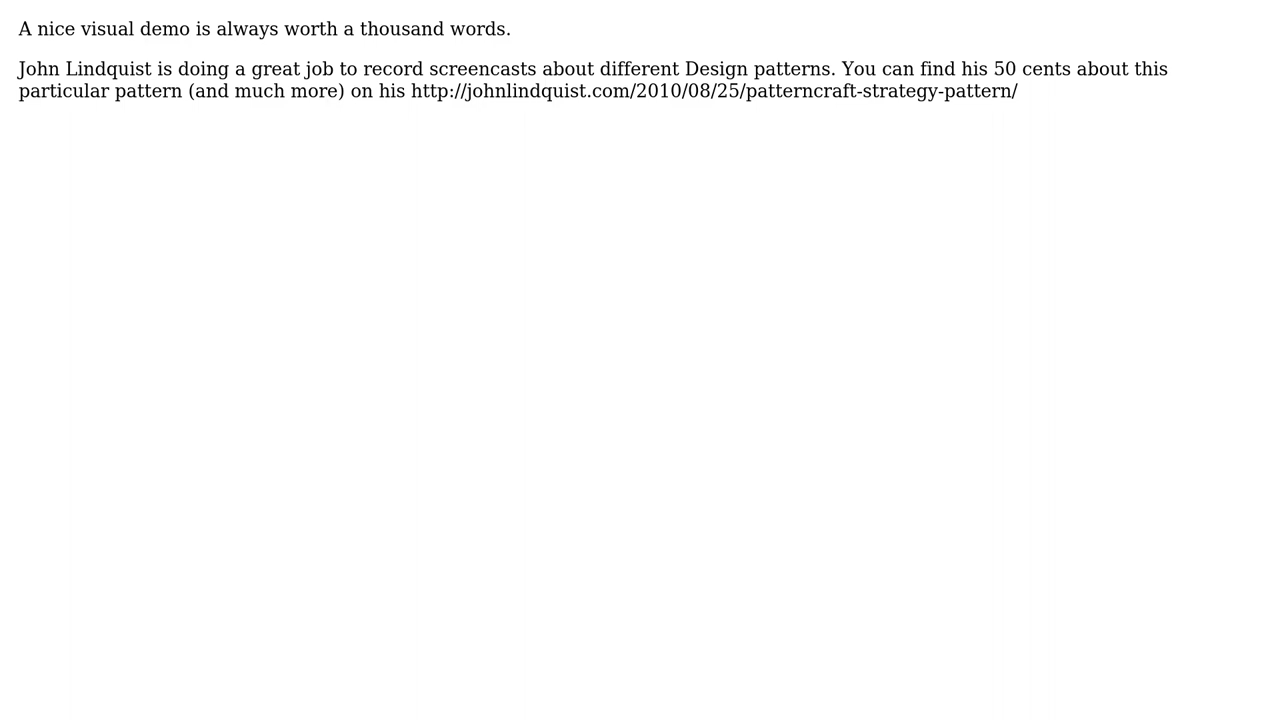 A nice visual demo is always worth a thousand words.
John Lindquist is doing a great job to record screencasts about different Design patterns. You can find his 50 cents about this
particular pattern (and much more) on his http://johnlindquist.com/2010/08/25/patterncraft-strategy-pattern/